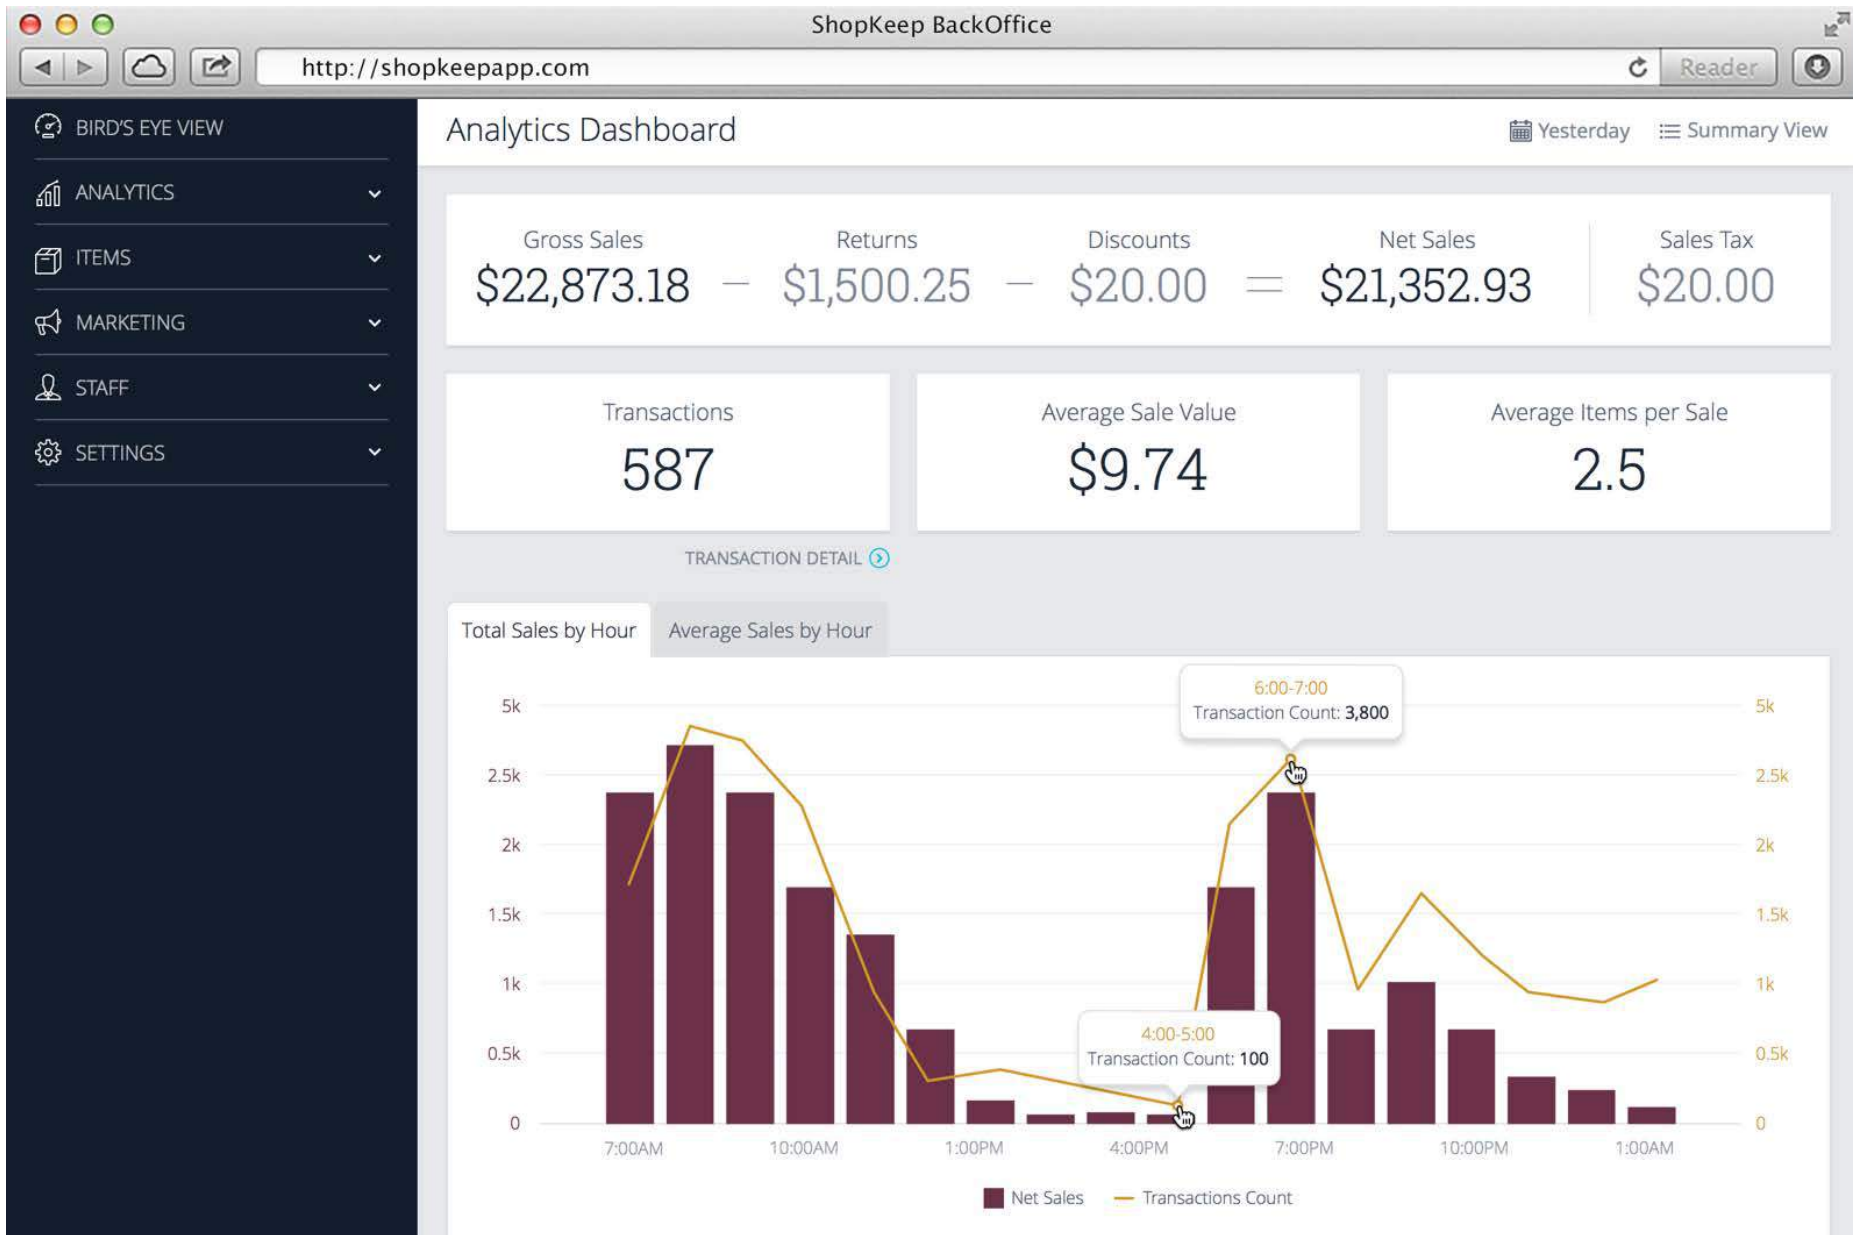 ShopKeep BackOffice
http://shopkeepapp.com
Reader
BIRD'S EYE VIEW
ANALYTICS
ITEMS
MARKETING
STAFF
SETTINGS
Analytics Dashboard
Yesterday
Summary View
Gross Sales
$22,873.18
–
Returns
$1,500.25
–
Discounts
$20.00
=
Net Sales
$21,352.93
Sales Tax
$20.00
Transactions
587
Average Sale Value
$9.74
Average Items per Sale
2.5
TRANSACTION DETAIL
Total Sales by Hour
Average Sales by Hour
5k
2.5k
2k
1.5k
1k
0.5k
0
6:00-7:00
Transaction Count: 3,800
4:00-5:00
Transaction Count: 100
5k
2.5k
2k
1.5k
1k
0.5k
0
7:00AM
10:00AM
1:00PM
4:00PM
7:00PM
10:00PM
1:00AM
Net Sales
Transactions Count